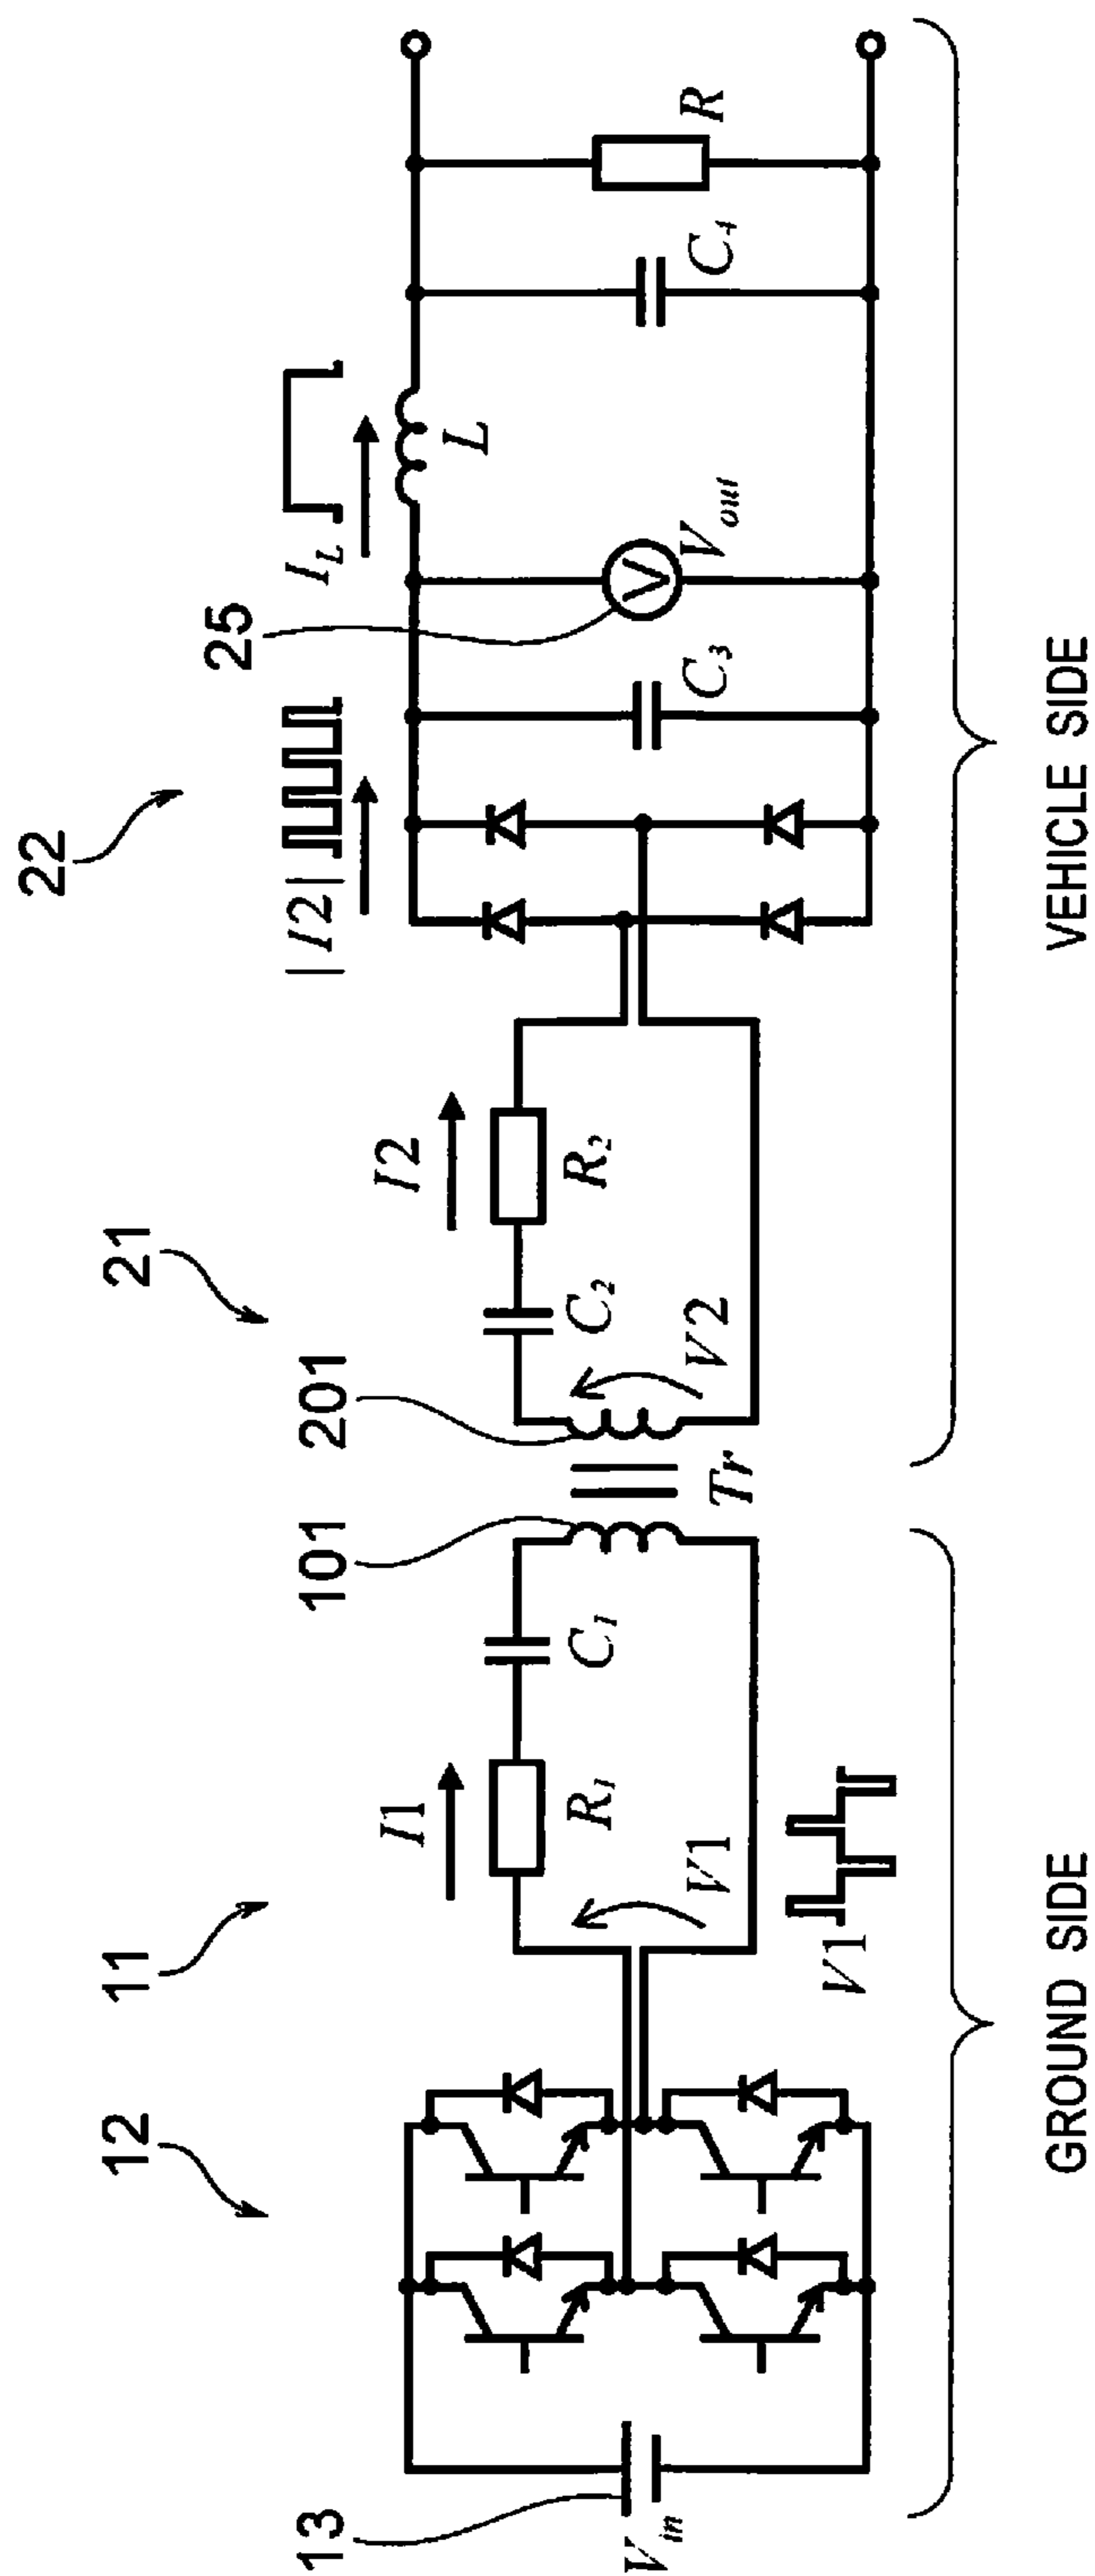 22
21
11
12
25
201
101
13
|I2|
I_L
I2
I1
L
R
C_4
V_out
C_3
R_2
C_2
V2
Tr
C_1
R_1
V1
V1
V_in
VEHICLE SIDE
GROUND SIDE
V